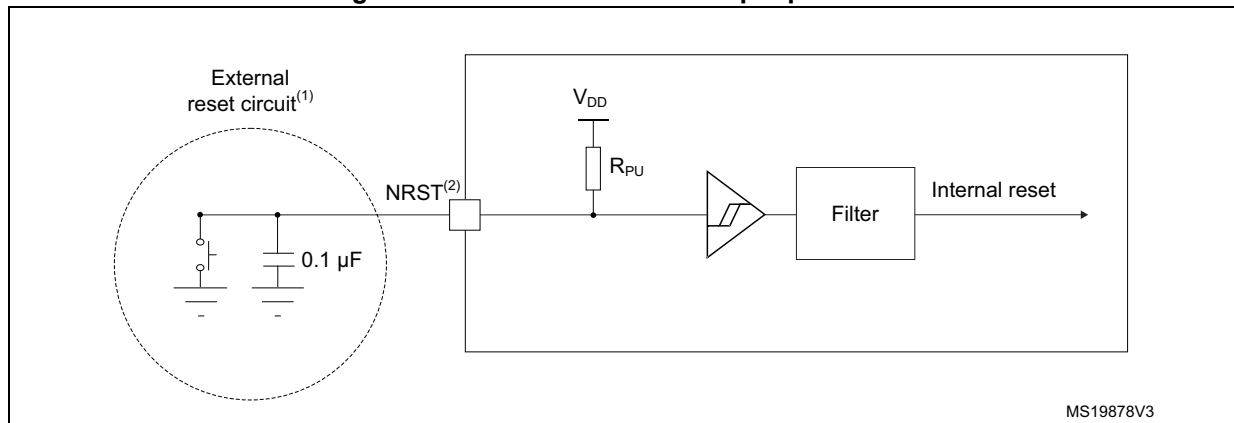 External
reset circuit(1)
VDD
RPU
NRST(2)
Filter
Internal reset
0.1 µF
MS19878V3